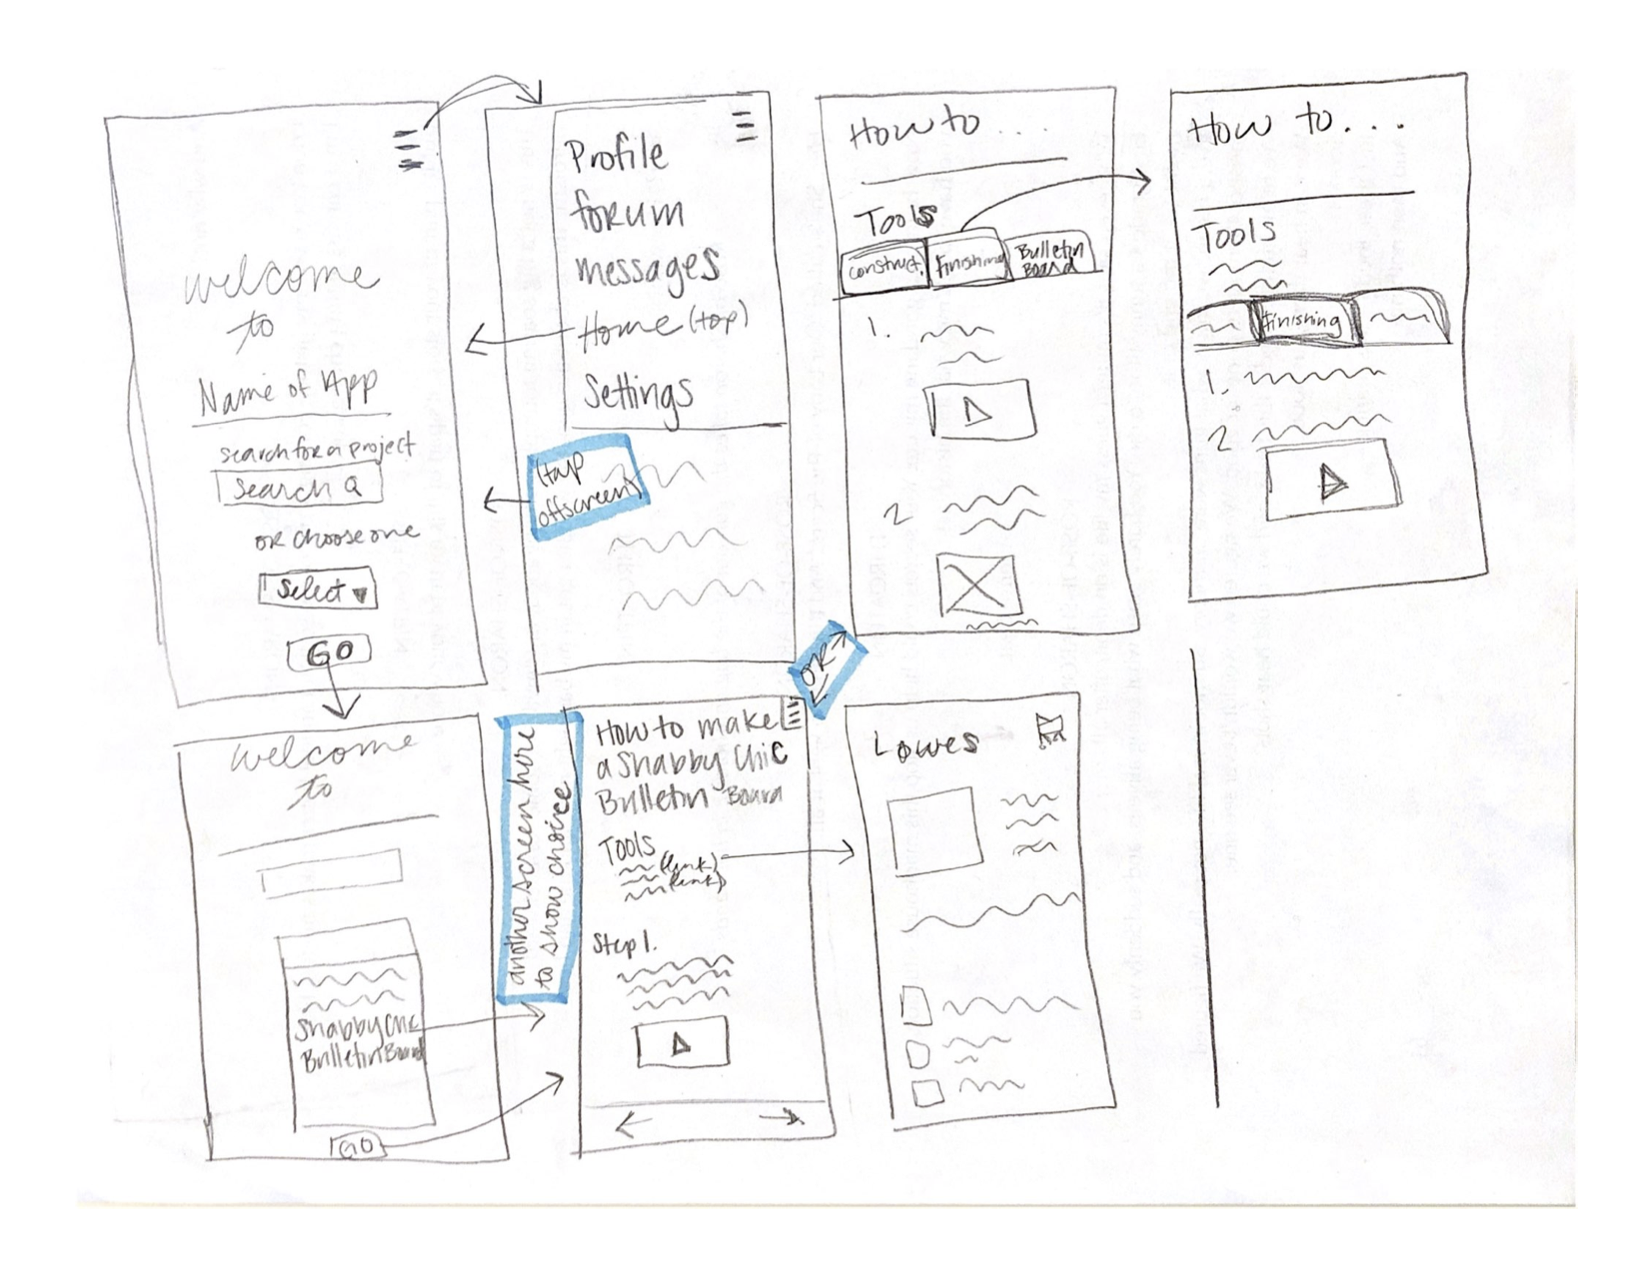 welcome
to
Name of App
search for a project
Search
OR choose one
Select
GO
Profile
forum
messages
Home (top)
Settings
(tap
offscreen)
How to...
Tools
construct.
Finishing
Bulletin
Board
1.
2
How to...
Tools
Finishing
1.
2
OR
welcome
to
Shabby Chic
Bulletin Board
GO
another screen here
to show choice
How to make
a Shabby Chic
Bulletin Board
Tools
(link)
(link)
Step 1.
Lowes